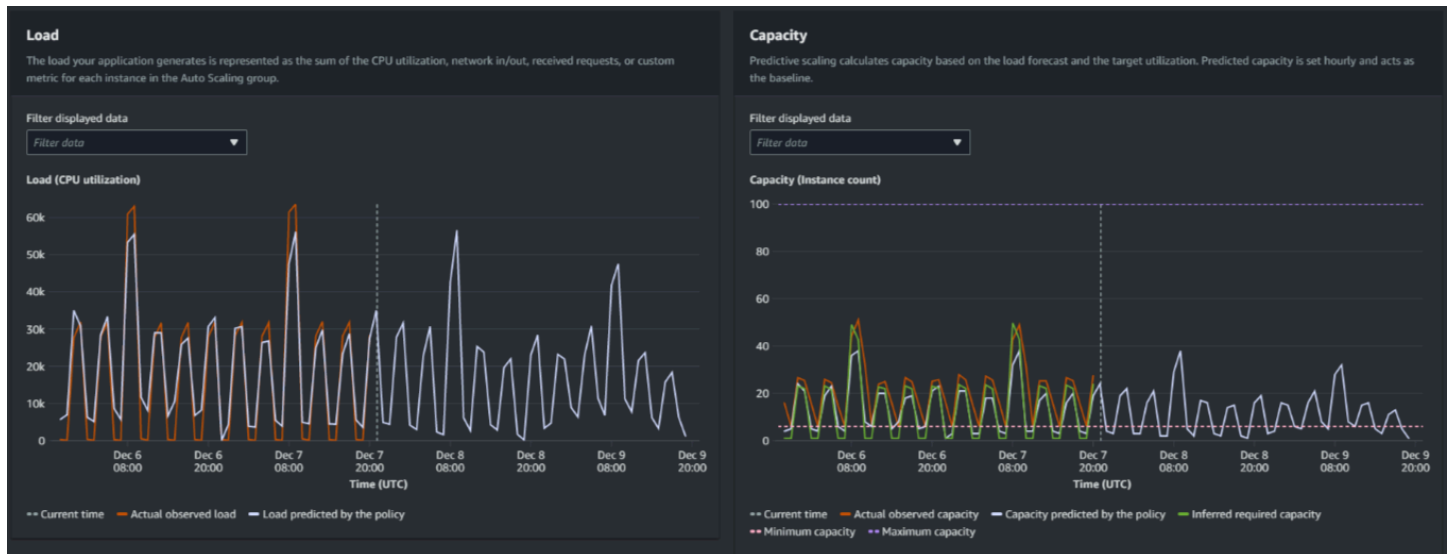 Load
The load your application generates is represented as the sum of the CPU utilization, network in/out, received requests, or custom
metric for each instance in the Auto Scaling group.
Filter displayed data
Filter data
Load (CPU utilization)
60k
50k
40k
30k
20k
10k
0
Dec 6 Dec 6 Dec 7 Dec 7 Dec 8 Dec 8 Dec 9 Dec 9
08:00 20:00 08:00 20:00 08:00 20:00 08:00 20:00
Time (UTC)
Current time Actual observed load Load predicted by the policy
Capacity
Predictive scaling calculates capacity based on the load forecast and the target utilization. Predicted capacity is set hourly and acts as
the baseline.
Filter displayed data
Filter data
Capacity (Instance count)
100
80
60
40
20
0
Dec 6 Dec 6 Dec 7 Dec 7 Dec 8 Dec 8 Dec 9 Dec 9
08:00 20:00 08:00 20:00 08:00 20:00 08:00 20:00
Time (UTC)
Current time Actual observed capacity Capacity predicted by the policy Inferred required capacity
Minimum capacity Maximum capacity